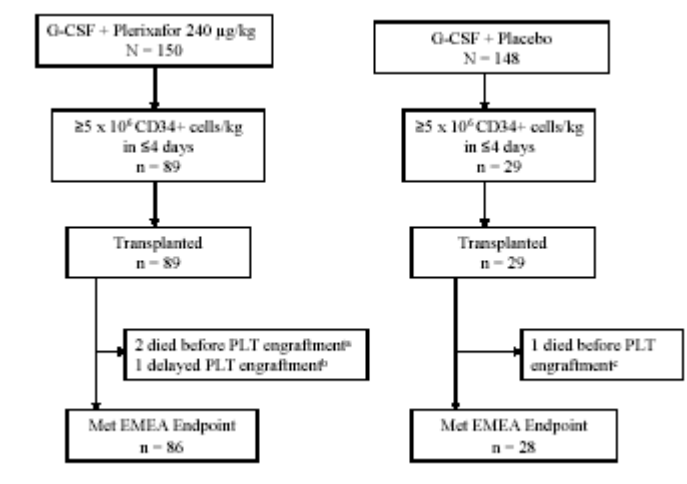 G-CSF + Plerixafor 240 µg/kg
N = 150
≥5 x 10⁶ CD34+ cells/kg
in ≤4 days
n = 89
Transplanted
n = 89
2 died before PLT engraftmentᵃ
1 delayed PLT engraftmentᵇ
Met EMEA Endpoint
n = 86
G-CSF + Placebo
N = 148
≥5 x 10⁶ CD34+ cells/kg
in ≤4 days
n = 29
Transplanted
n = 29
1 died before PLT
engraftmentᶜ
Met EMEA Endpoint
n = 28